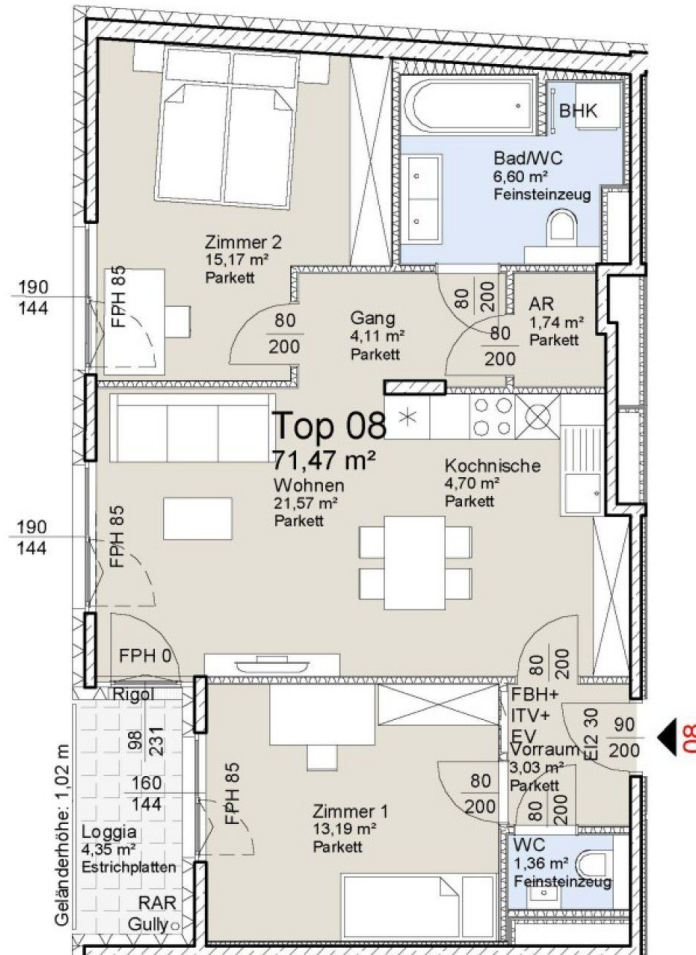 BHK
Bad/WC
6,60 m²
Feinsteinzeug
Zimmer 2
15,17 m²
Parkett
190
144
FPH 85
80
200
Gang
4,11 m²
Parkett
80
200
80
200
AR
1,74 m²
Parkett
Top 08
71,47 m²
Wohnen
21,57 m²
Parkett
Kochnische
4,70 m²
Parkett
190
144
FPH 85
FPH 0
Rigol
98
231
80
200
FBH+
ITV+
EV
Vorraum
3,03 m²
Parkett
EI2 30
90
200
08
160
144
FPH 85
Zimmer 1
13,19 m²
Parkett
80
200
80
200
WC
1,36 m²
Feinsteinzeug
Geländerhöhe: 1,02 m
Loggia
4,35 m²
Estrichplatten
RAR
Gully